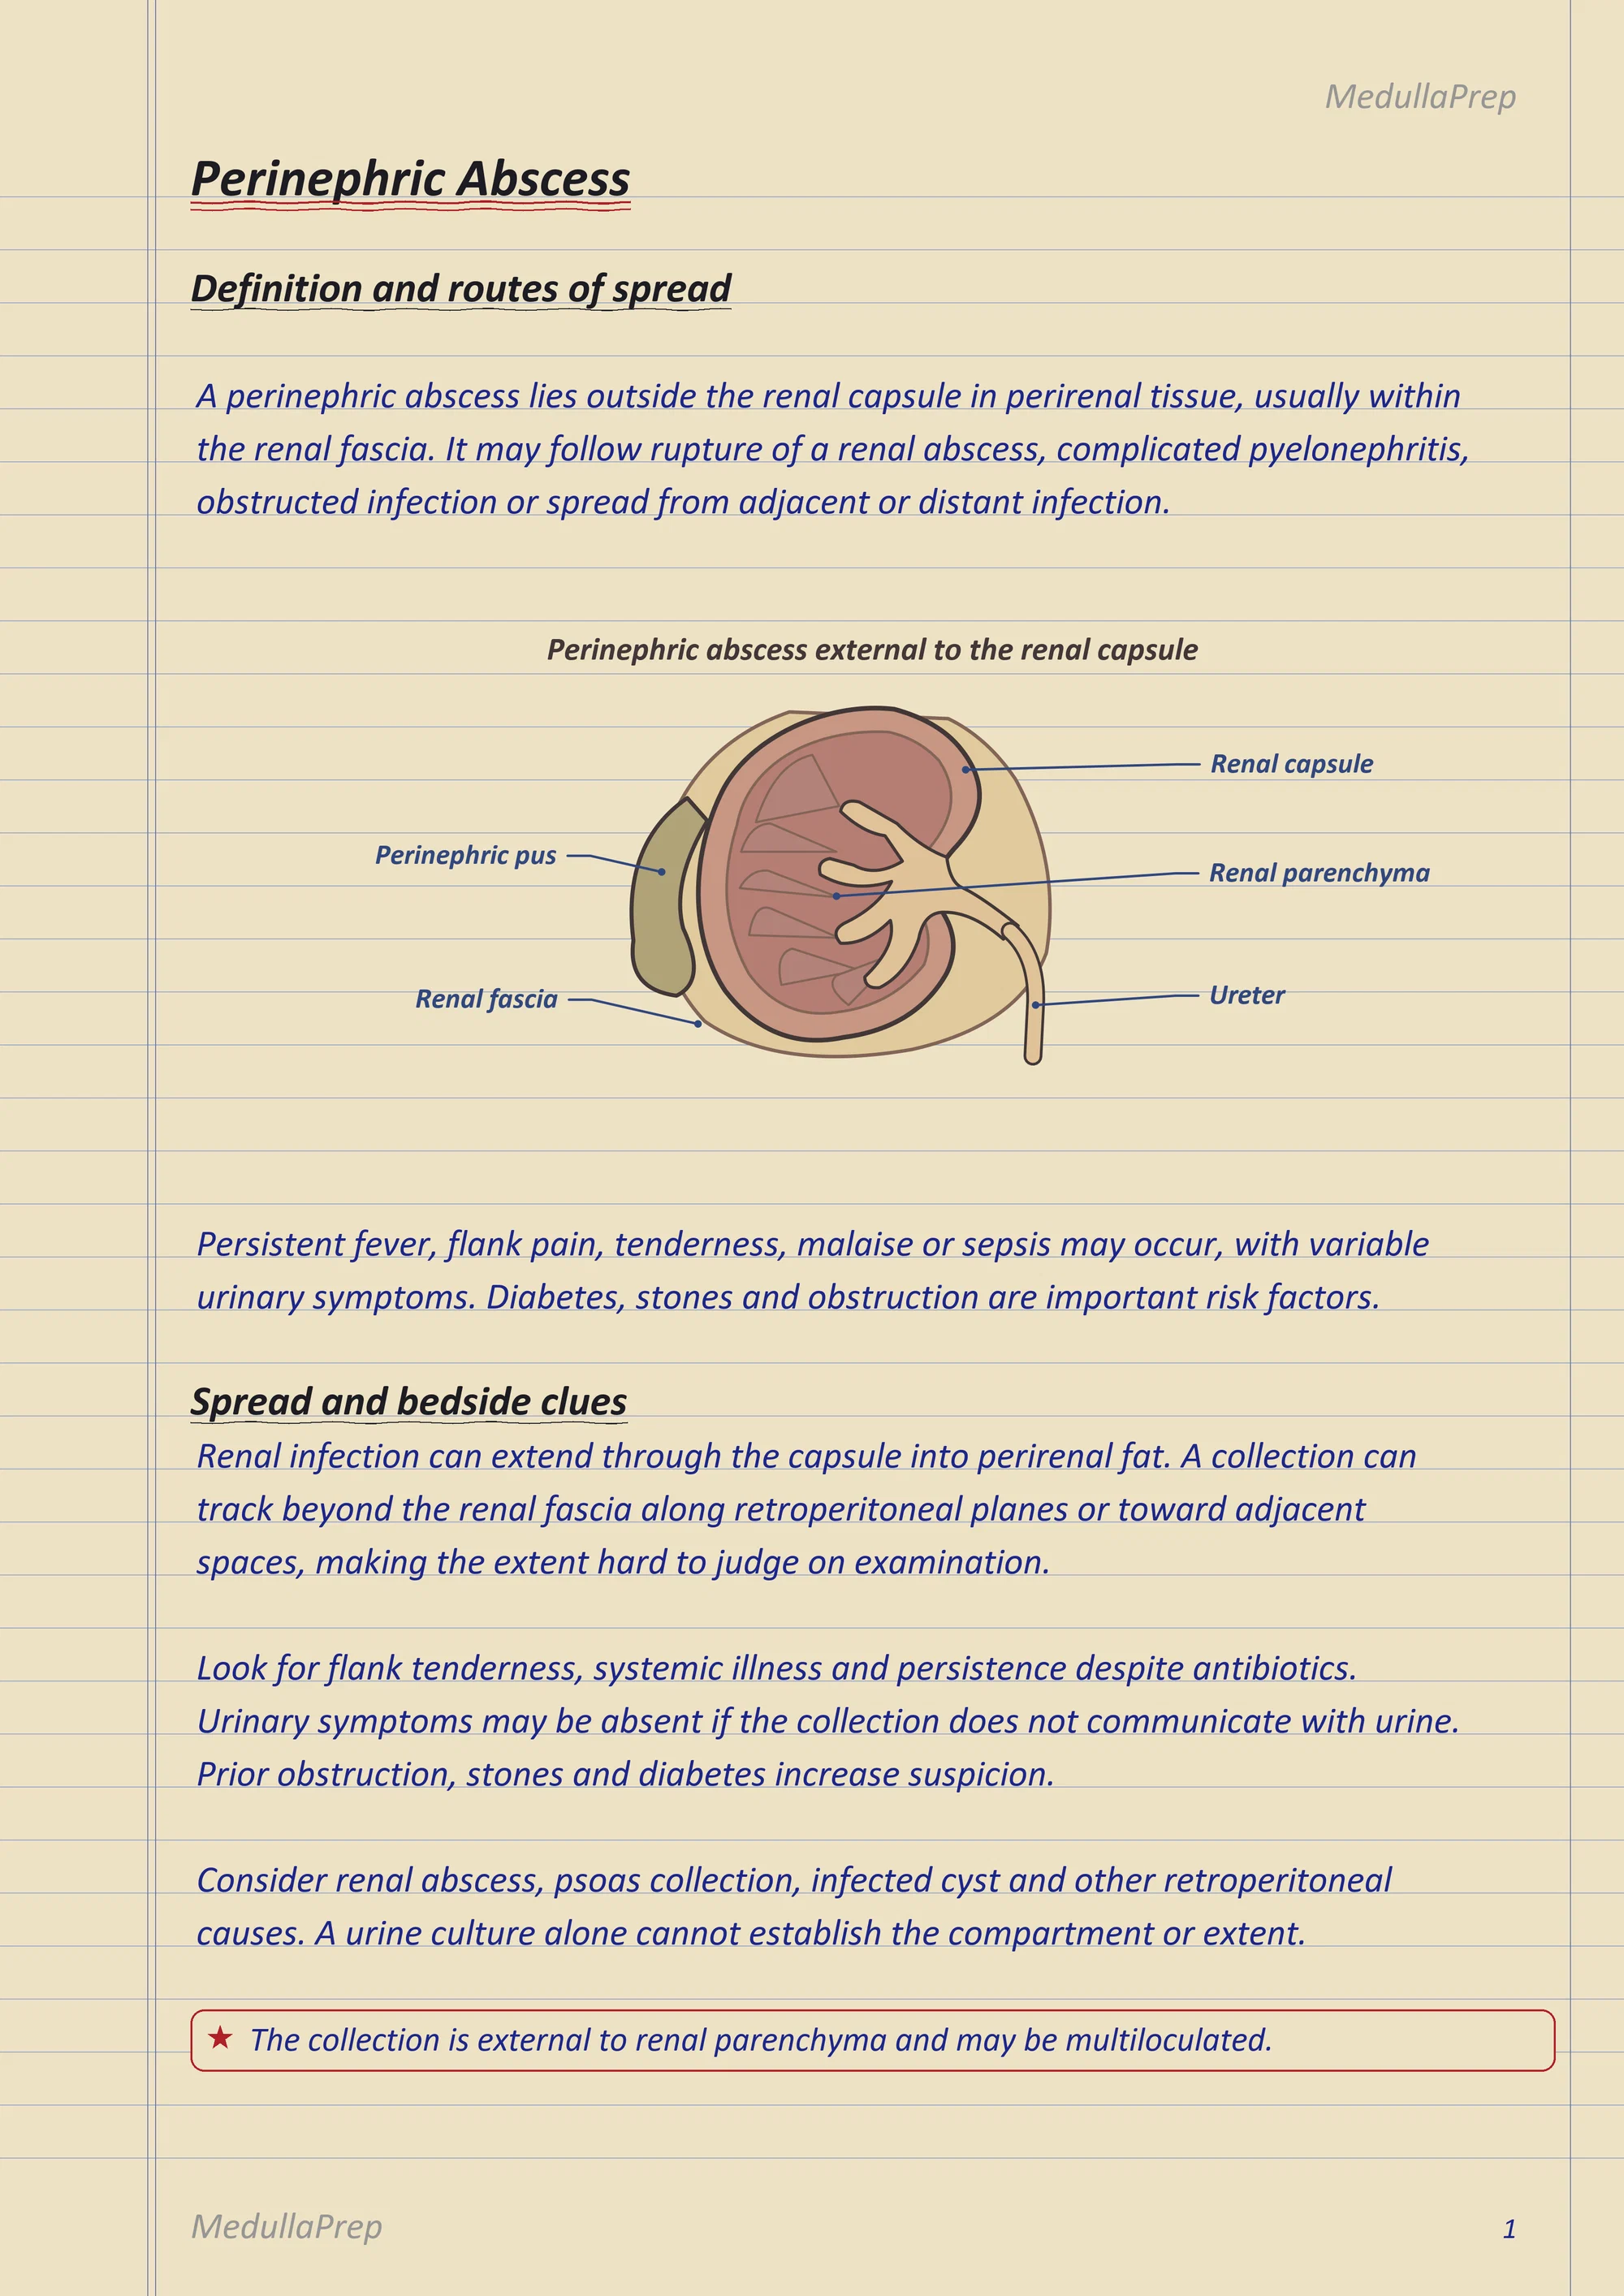 MedullaPrep
Perinephric Abscess
Definition and routes of spread
A perinephric abscess lies outside the renal capsule in perirenal tissue, usually within
the renal fascia. It may follow rupture of a renal abscess, complicated pyelonephritis,
obstructed infection or spread from adjacent or distant infection.
Perinephric abscess external to the renal capsule
Renal capsule
Perinephric pus
Renal parenchyma
Renal fascia
Ureter
Persistent fever, flank pain, tenderness, malaise or sepsis may occur, with variable
urinary symptoms. Diabetes, stones and obstruction are important risk factors.
Spread and bedside clues
Renal infection can extend through the capsule into perirenal fat. A collection can
track beyond the renal fascia along retroperitoneal planes or toward adjacent
spaces, making the extent hard to judge on examination.
Look for flank tenderness, systemic illness and persistence despite antibiotics.
Urinary symptoms may be absent if the collection does not communicate with urine.
Prior obstruction, stones and diabetes increase suspicion.
Consider renal abscess, psoas collection, infected cyst and other retroperitoneal
causes. A urine culture alone cannot establish the compartment or extent.
★ The collection is external to renal parenchyma and may be multiloculated.
MedullaPrep
1